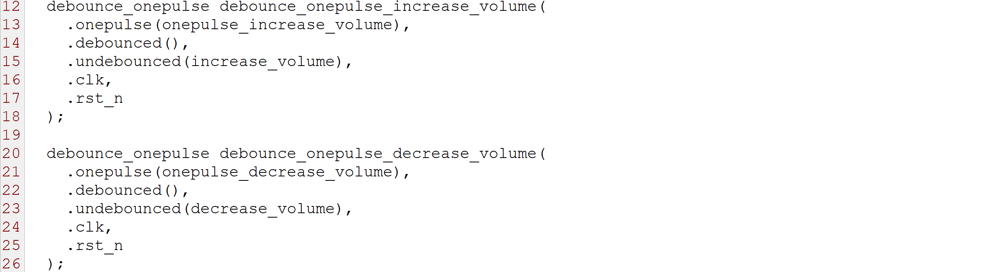 12 debounce_onepulse debounce_onepulse_increase_volume(
13 .onepulse(onepulse_increase_volume),
14 .debounced(),
15 .undebounced(increase_volume),
16 .clk,
17 .rst_n
18 );
19
20 debounce_onepulse debounce_onepulse_decrease_volume(
21 .onepulse(onepulse_decrease_volume),
22 .debounced(),
23 .undebounced(decrease_volume),
24 .clk,
25 .rst_n
26 );